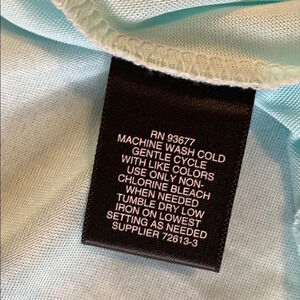 RN 93677
MACHINE WASH COLD
GENTLE CYCLE
WITH LIKE COLORS
USE ONLY NON-
CHLORINE BLEACH
WHEN NEEDED
TUMBLE DRY LOW
IRON ON LOWEST
SETTING AS NEEDED
SUPPLIER 72613-3